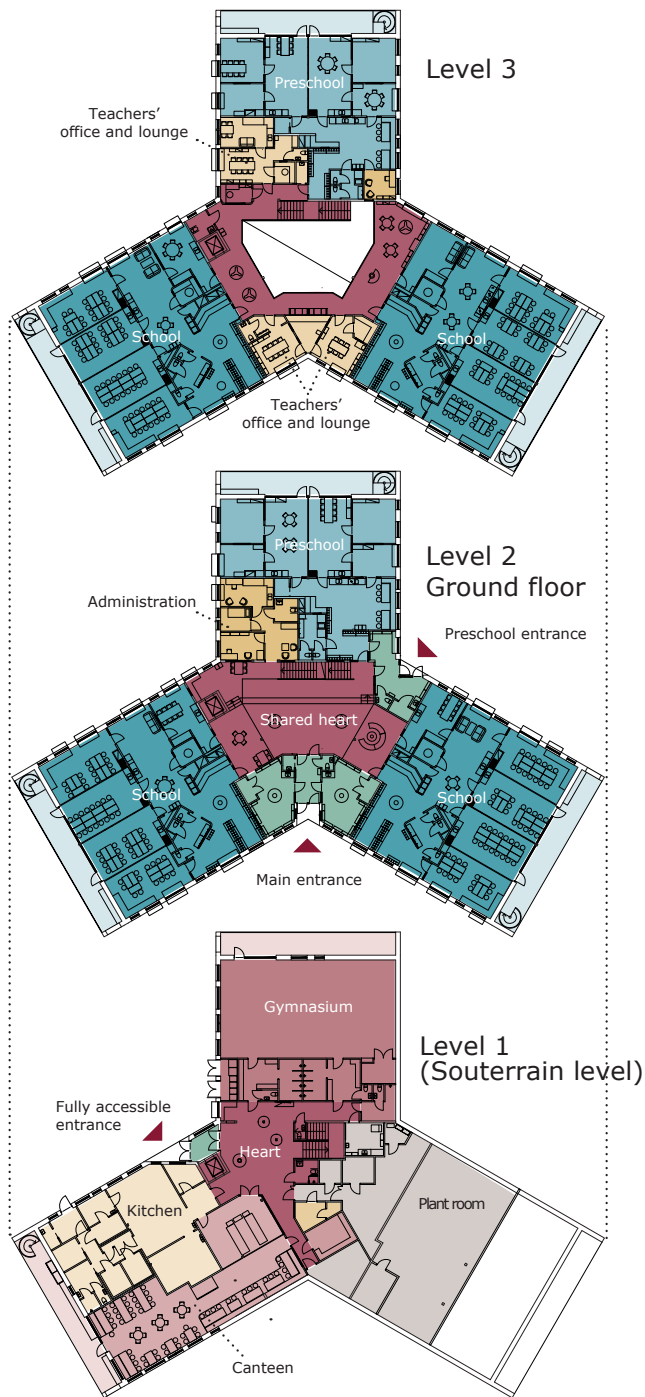 Level 3
Preschool
Teachers'
office and lounge
School
School
Teachers'
office and lounge
Preschool
Level 2
Ground floor
Administration
Preschool entrance
Shared heart
School
School
Main entrance
Gymnasium
Level 1
(Souterrain level)
Fully accessible
entrance
Heart
Kitchen
Plant room
Canteen